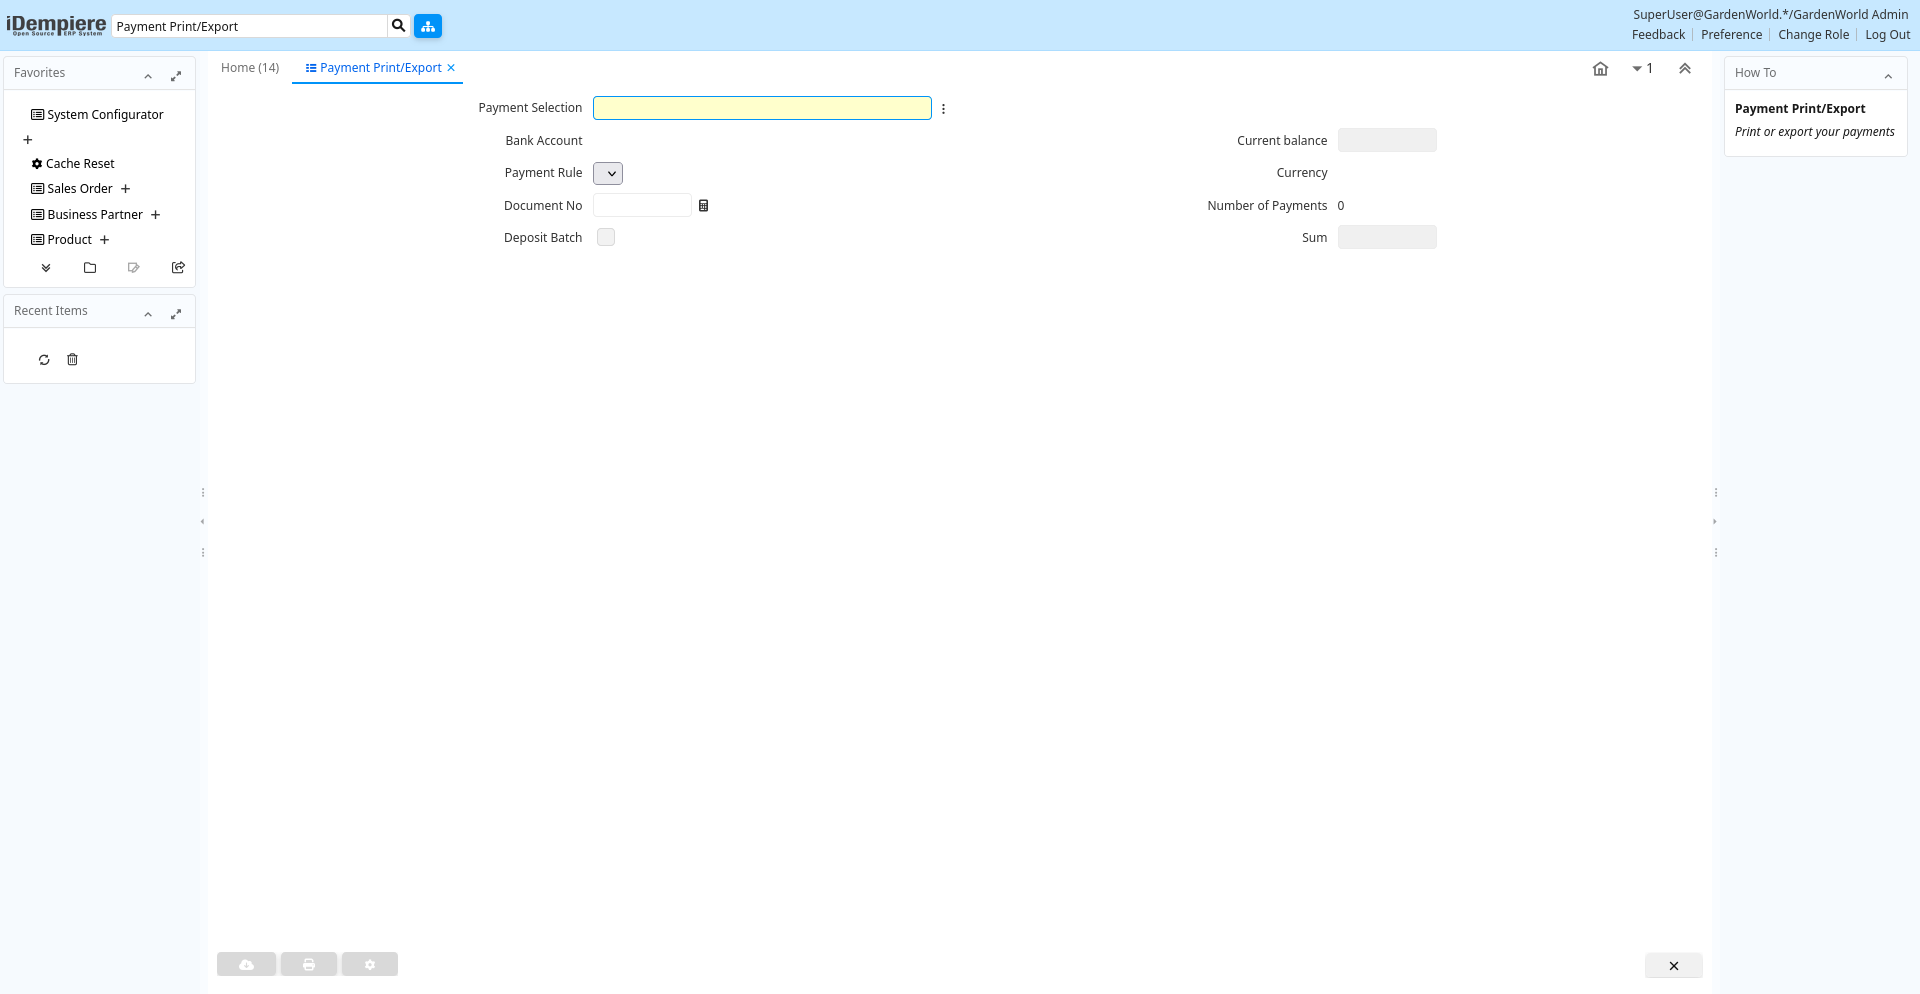 iDempiere
Open Source ERP System
Payment Print/Export
SuperUser@GardenWorld.*/GardenWorld Admin
Feedback
Preference
Change Role
Log Out
Favorites
System Configurator
Cache Reset
Sales Order
Business Partner
Product
Recent Items
Home (14)
Payment Print/Export
1
Payment Selection
Bank Account
Current balance
Payment Rule
Currency
Document No
Number of Payments 0
Deposit Batch
Sum
How To
Payment Print/Export
Print or export your payments